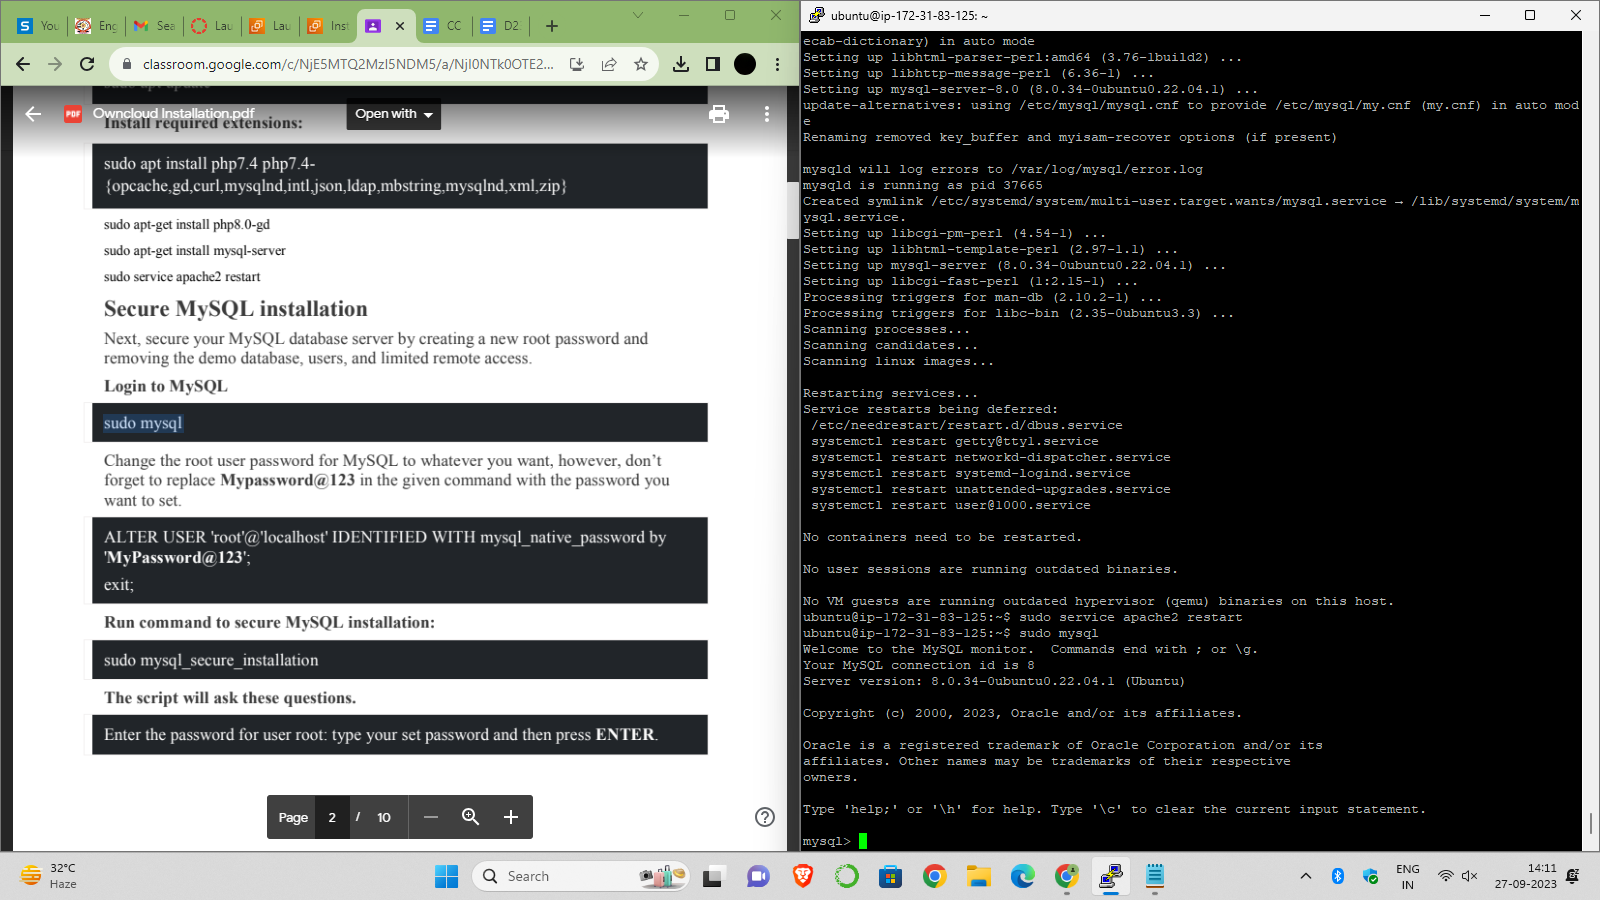 You
Eng
Sea
Lau
Lau
Inst
CC
D2
classroom.google.com/c/NjE5MTQ2MzI5NDM5/a/NjI0NTk0OTE2...
Owncloud Installation.pdf
Open with
Install required extensions:
sudo apt install php7.4 php7.4-
{opcache,gd,curl,mysqlnd,intl,json,ldap,mbstring,mysqlnd,xml,zip}
sudo apt-get install php8.0-gd
sudo apt-get install mysql-server
sudo service apache2 restart
Secure MySQL installation
Next, secure your MySQL database server by creating a new root password and
removing the demo database, users, and limited remote access.
Login to MySQL
sudo mysql
Change the root user password for MySQL to whatever you want, however, don’t
forget to replace Mypassword@123 in the given command with the password you
want to set.
ALTER USER 'root'@'localhost' IDENTIFIED WITH mysql_native_password by
'MyPassword@123';
exit;
Run command to secure MySQL installation:
sudo mysql_secure_installation
The script will ask these questions.
Enter the password for user root: type your set password and then press ENTER.
Page 2 / 10
ubuntu@ip-172-31-83-125: ~
ecab-dictionary) in auto mode
Setting up libhtml-parser-perl:amd64 (3.76-1build2) ...
Setting up libhttp-message-perl (6.36-1) ...
Setting up mysql-server-8.0 (8.0.34-0ubuntu0.22.04.1) ...
update-alternatives: using /etc/mysql/mysql.cnf to provide /etc/mysql/my.cnf (my.cnf) in auto mod
e
Renaming removed key_buffer and myisam-recover options (if present)
mysqld will log errors to /var/log/mysql/error.log
mysqld is running as pid 37665
Created symlink /etc/systemd/system/multi-user.target.wants/mysql.service → /lib/systemd/system/m
ysql.service.
Setting up libcgi-pm-perl (4.54-1) ...
Setting up libhtml-template-perl (2.97-1.1) ...
Setting up mysql-server (8.0.34-0ubuntu0.22.04.1) ...
Setting up libcgi-fast-perl (1:2.15-1) ...
Processing triggers for man-db (2.10.2-1) ...
Processing triggers for libc-bin (2.35-0ubuntu3.3) ...
Scanning processes...
Scanning candidates...
Scanning linux images...
Restarting services...
Service restarts being deferred:
/etc/needrestart/restart.d/dbus.service
systemctl restart getty@tty1.service
systemctl restart networkd-dispatcher.service
systemctl restart systemd-logind.service
systemctl restart unattended-upgrades.service
systemctl restart user@1000.service
No containers need to be restarted.
No user sessions are running outdated binaries.
No VM guests are running outdated hypervisor (qemu) binaries on this host.
ubuntu@ip-172-31-83-125:~$ sudo service apache2 restart
ubuntu@ip-172-31-83-125:~$ sudo mysql
Welcome to the MySQL monitor.  Commands end with ; or \g.
Your MySQL connection id is 8
Server version: 8.0.34-0ubuntu0.22.04.1 (Ubuntu)
Copyright (c) 2000, 2023, Oracle and/or its affiliates.
Oracle is a registered trademark of Oracle Corporation and/or its
affiliates. Other names may be trademarks of their respective
owners.
Type 'help;' or '\h' for help. Type '\c' to clear the current input statement.
mysql>
32°C
Haze
Search
ENG
IN
14:11
27-09-2023